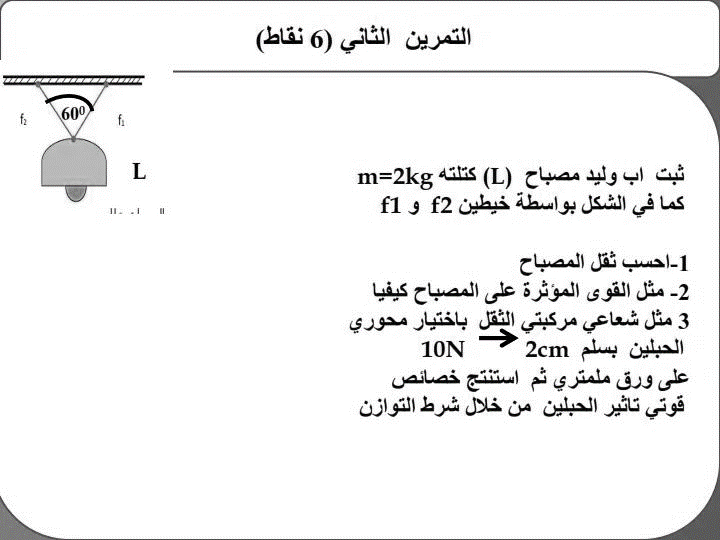 التمرين الثاني (6 نقاط)
60⁰
f₂
f₁
L
ثبت اب وليد مصباح (L) كتلته m=2kg
كما في الشكل بواسطة خيطين f2 و f1
1-احسب ثقل المصباح
2- مثل القوى المؤثرة على المصباح كيفيا
3 مثل شعاعي مركبتي الثقل باختيار محوري
الحبلين بسلم 2cm → 10N
على ورق ملمتري ثم استنتج خصائص
قوتي تاثير الحبلين من خلال شرط التوازن